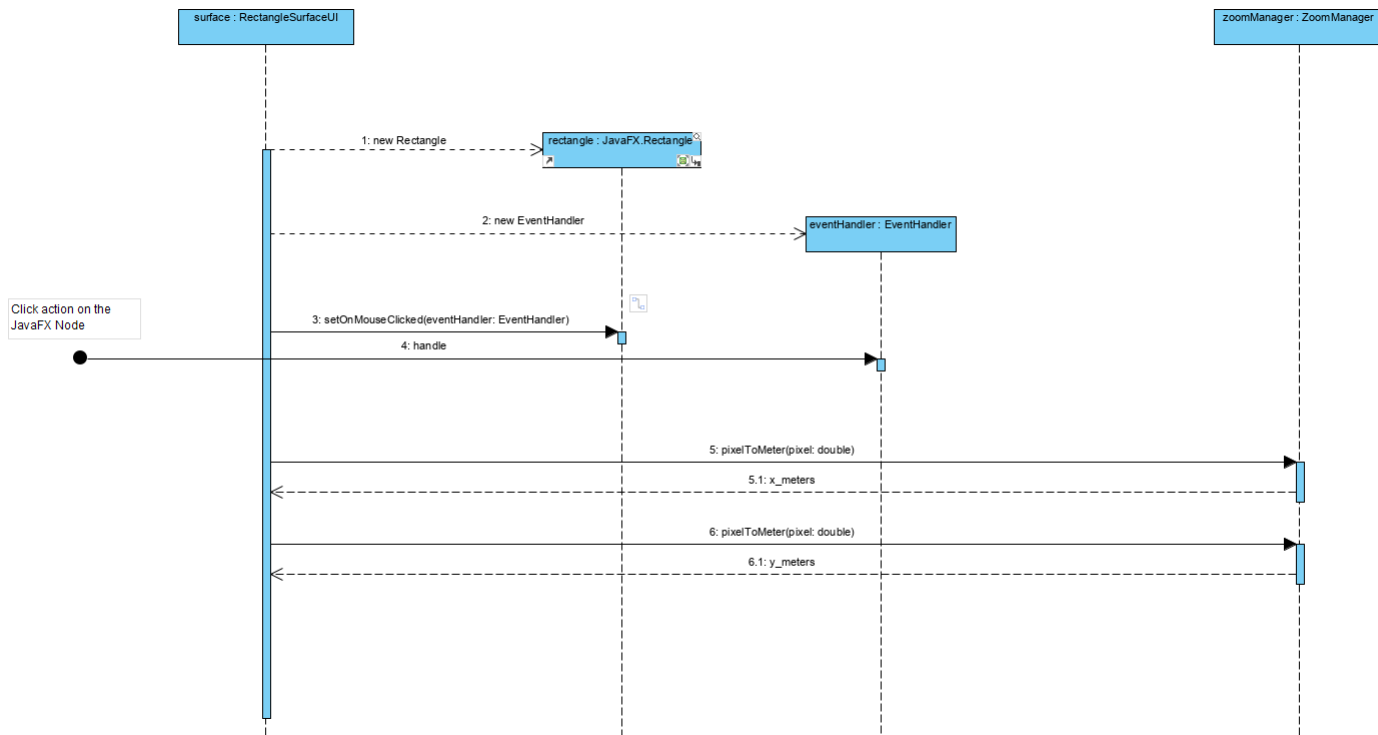 surface : RectangleSurfaceUI
zoomManager : ZoomManager
1: new Rectangle
rectangle : JavaFX.Rectangle
2: new EventHandler
eventHandler : EventHandler
Click action on the
JavaFX Node
3: setOnMouseClicked(eventHandler: EventHandler)
4: handle
5: pixelToMeter(pixel: double)
5.1: x_meters
6: pixelToMeter(pixel: double)
6.1: y_meters